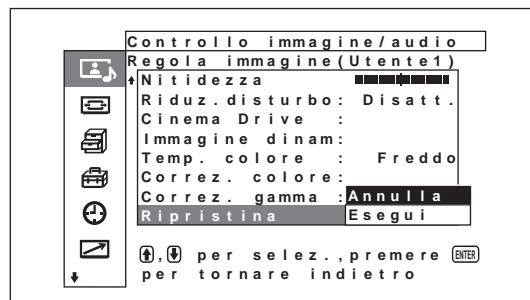 Controllo immagine/audio
Regola immagine(Utente1)
Nitidezza
Riduz.disturbo: Disatt.
Cinema Drive :
Immagine dinam:
Temp. colore : Freddo
Correz. colore:
Correz. gamma :Annulla
Ripristina Esegui
per selez.,premere ENTER
per tornare indietro